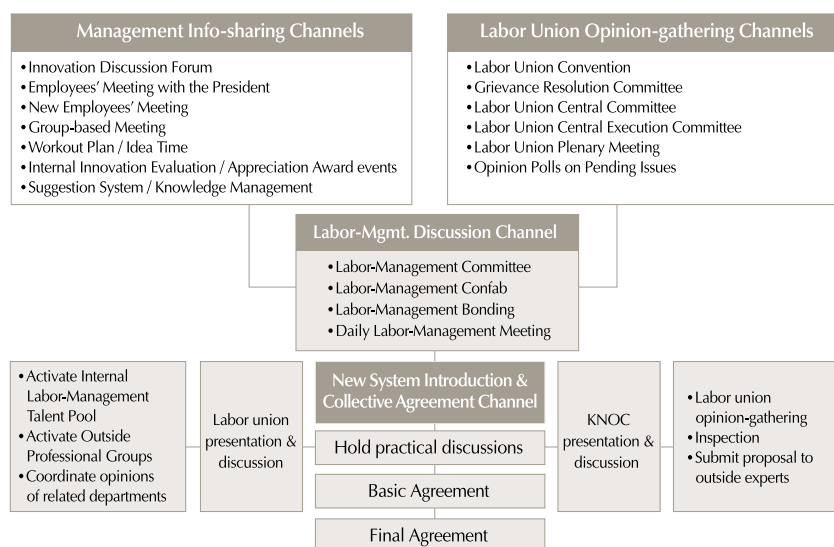 Management Info-sharing Channels
•Innovation Discussion Forum
•Employees' Meeting with the President
•New Employees' Meeting
•Group-based Meeting
•Workout Plan / Idea Time
•Internal Innovation Evaluation / Appreciation Award events
•Suggestion System / Knowledge Management
Labor Union Opinion-gathering Channels
•Labor Union Convention
•Grievance Resolution Committee
•Labor Union Central Committee
•Labor Union Central Execution Committee
•Labor Union Plenary Meeting
•Opinion Polls on Pending Issues
Labor-Mgmt. Discussion Channel
•Labor-Management Committee
•Labor-Management Confab
•Labor-Management Bonding
•Daily Labor-Management Meeting
•Activate Internal
Labor-Management
Talent Pool
•Activate Outside
Professional Groups
•Coordinate opinions
of related departments
Labor union
presentation &
discussion
New System Introduction &
Collective Agreement Channel
Hold practical discussions
Basic Agreement
Final Agreement
KNOC
presentation &
discussion
•Labor union
opinion-gathering
•Inspection
•Submit proposal to
outside experts